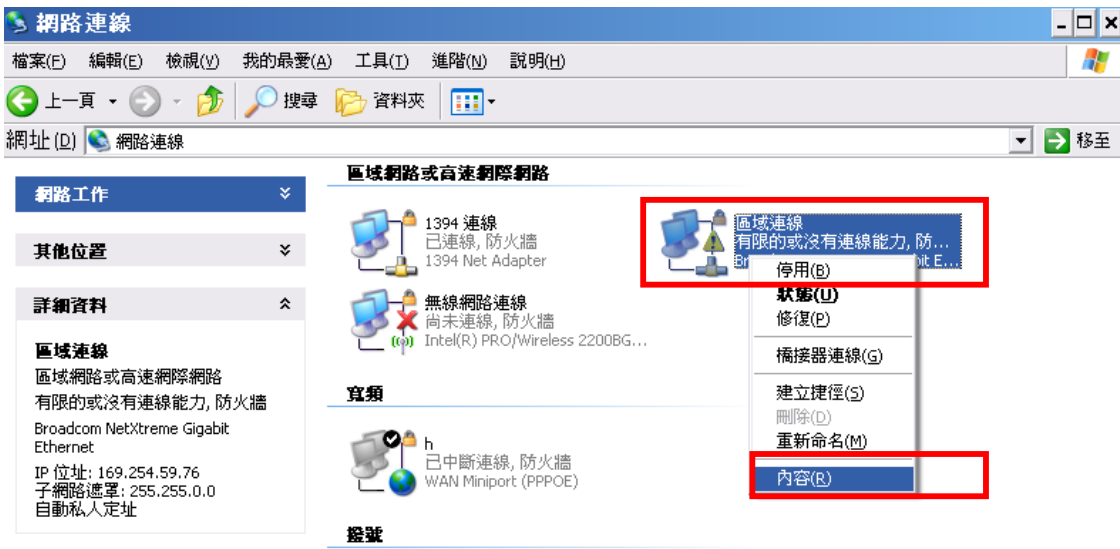 網路連線
檔案(F) 編輯(E) 檢視(V) 我的最愛(A) 工具(T) 進階(N) 說明(H)
上一頁 搜尋 資料夾
網址(D) 網路連線 移至
網路工作
其他位置
詳細資料
區域連線
區域網路或高速網際網路
有限的或沒有連線能力, 防火牆
Broadcom NetXtreme Gigabit
Ethernet
IP 位址: 169.254.59.76
子網路遮罩: 255.255.0.0
自動私人定址
區域網路或高速網際網路
1394 連線
已連線, 防火牆
1394 Net Adapter
區域連線
有限的或沒有連線能力, 防...
無線網路連線
尚未連線, 防火牆
Intel(R) PRO/Wireless 2200BG...
寬頻
h
已中斷連線, 防火牆
WAN Miniport (PPPOE)
撥號
停用(B)
狀態(U)
修復(P)
橋接器連線(G)
建立捷徑(S)
刪除(D)
重新命名(M)
內容(R)